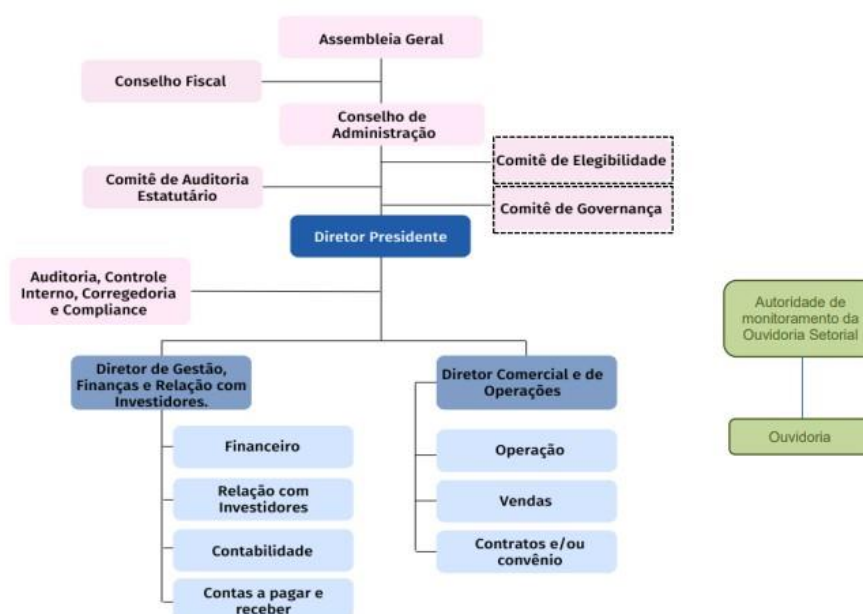 Assembleia Geral
Conselho Fiscal
Conselho de
Administração
Comitê de Elegibilidade
Comitê de Auditoria
Estatutário
Comitê de Governança
Diretor Presidente
Auditoria, Controle
Interno, Corregedoria
e Compliance
Autoridade de
monitoramento da
Ouvidoria Setorial
Diretor de Gestão,
Finanças e Relação com
Investidores.
Diretor Comercial e de
Operações
Ouvidoria
Financeiro
Relação com
Investidores
Contabilidade
Contas a pagar e
receber
Operação
Vendas
Contratos e/ou
convênio